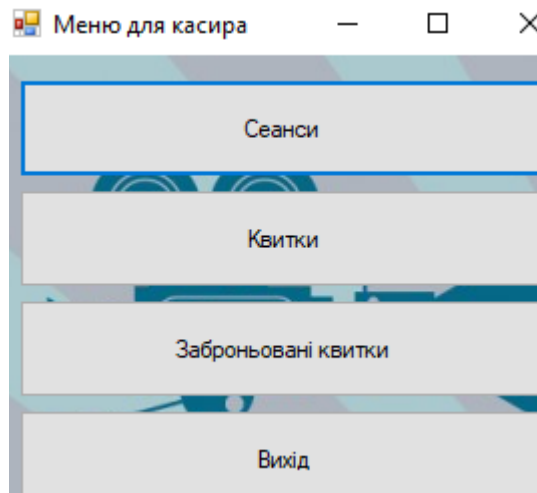 Меню для касира
Сеанси
Квитки
Заброньовані квитки
Вихід